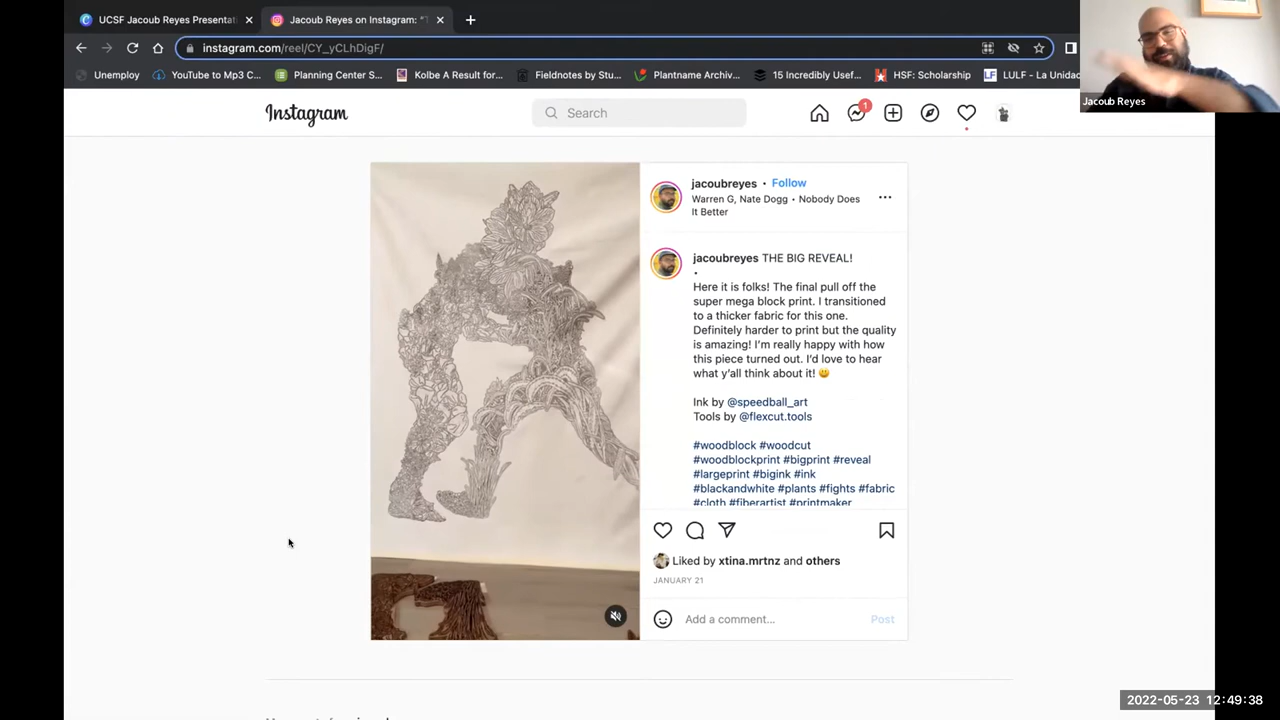 UCSF Jacoub Reyes Presentat
Jacoub Reyes on Instagram: "T
instagram.com/reel/CY_yCLhDigF/
Unemploy
YouTube to Mp3 C...
Planning Center S...
Kolbe A Result for...
Fieldnotes by Stu...
Plantname Archiv...
15 Incredibly Usef...
HSF: Scholarship
LULF - La Unidad
Jacoub Reyes
Instagram
Search
1
jacoubreyes • Follow
Warren G, Nate Dogg • Nobody Does
It Better
jacoubreyes THE BIG REVEAL!
.
Here it is folks! The final pull off the
super mega block print. I transitioned
to a thicker fabric for this one.
Definitely harder to print but the quality
is amazing! I'm really happy with how
this piece turned out. I'd love to hear
what y'all think about it! 😃
Ink by @speedball_art
Tools by @flexcut.tools
#woodblock #woodcut
#woodblockprint #bigprint #reveal
#largeprint #bigink #ink
#blackandwhite #plants #fights #fabric
#cloth #fiberartist #printmaker
Liked by xtina.mrtnz and others
JANUARY 21
Add a comment...
Post
2022-05-23 12:49:38